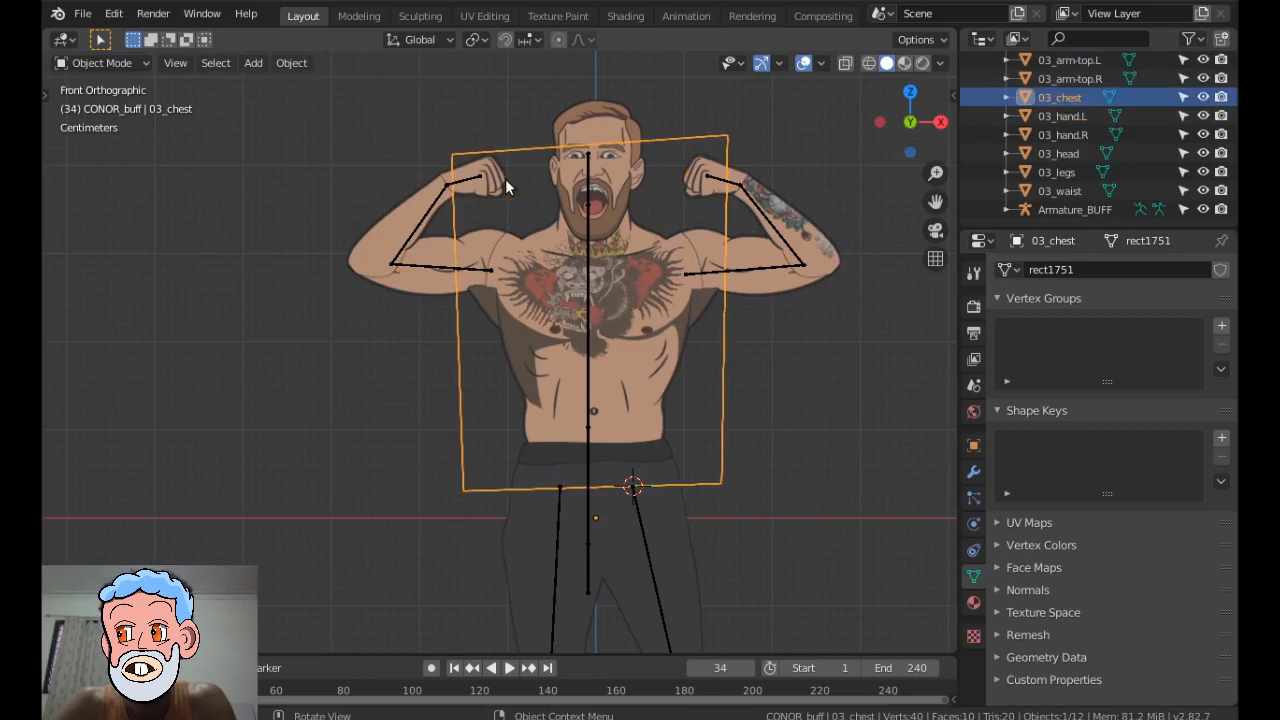 File Edit Render Window Help Layout Modeling Sculpting UV Editing Texture Paint Shading Animation Rendering Compositing Scene View Layer
Global Options
Object Mode View Select Add Object
Front Orthographic
(34) CONOR_buff | 03_chest
Centimeters
Z
Y X
03_arm-top.L
03_arm-top.R
03_chest
03_hand.L
03_hand.R
03_head
03_legs
03_waist
Armature_BUFF
03_chest rect1751
rect1751
Vertex Groups
Shape Keys
UV Maps
Vertex Colors
Face Maps
Normals
Texture Space
Remesh
Geometry Data
Custom Properties
arker 34 Start 1 End 240
60 80 100 120 140 160 180 200 220 240
Rotate View Object Context Menu CONOR_buff | 03_chest | Verts:40 | Faces:10 | Tris:20 | Objects:1/12 | Mem: 81.2 MiB | v2.82.7